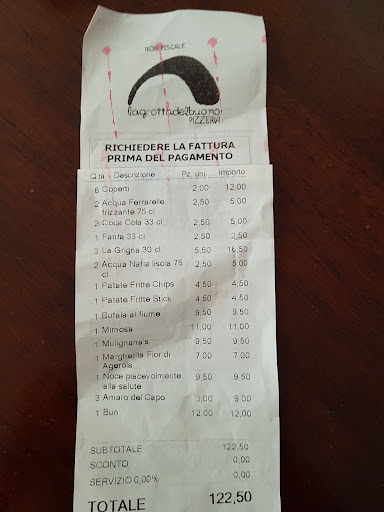 NON FISCALE
lagrottadelbuono
PIZZERIA
RICHIEDERE LA FATTURA
PRIMA DEL PAGAMENTO
Q.tà Descrizione Pz. uni. Importo
6 Coperti 2,00 12,00
2 Acqua Ferrarelle frizzante 75 cl 2,50 5,00
2 Coca Cola 33 cl 2,50 5,00
1 Fanta 33 cl 2,50 2,50
3 La Grigna 30 cl 5,50 16,50
2 Acqua Natia liscia 75 cl 2,50 5,00
1 Patate Fritte Chips 4,50 4,50
1 Patate Fritte Stick 4,50 4,50
1 Bufala al fiume 9,50 9,50
1 Mimosa 11,00 11,00
1 Mulignana's 9,50 9,50
1 Margherita Fior di Agerola 7,00 7,00
1 Noce piacevolmente alla salute 9,50 9,50
3 Amaro del Capo 3,00 9,00
1 Buri 12,00 12,00
SUBTOTALE 122,50
SCONTO 0,00
SERVIZIO 0,00% 0,00
TOTALE 122,50